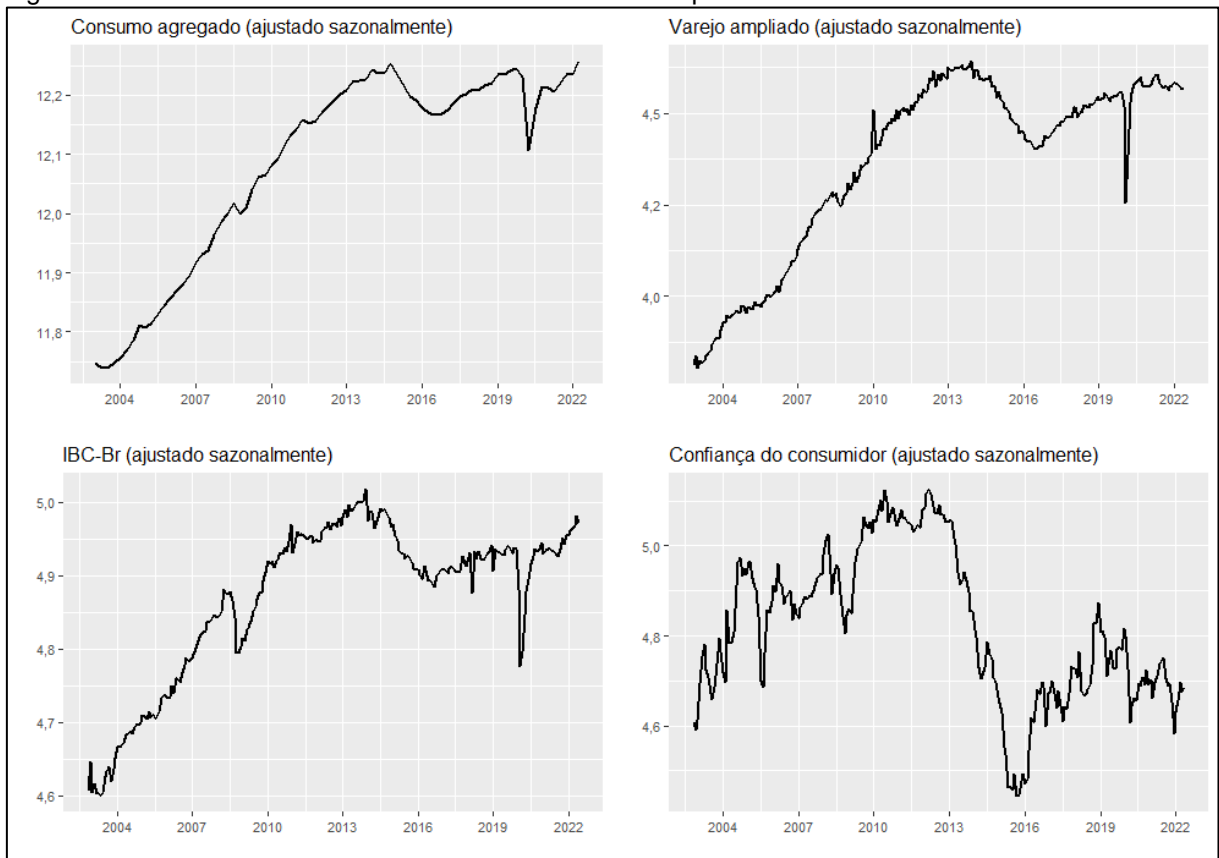 Consumo agregado (ajustado sazonalmente)
12,2
12,1
12,0
11,9
11,8
2004 2007 2010 2013 2016 2019 2022
Varejo ampliado (ajustado sazonalmente)
4,5
4,2
4,0
2004 2007 2010 2013 2016 2019 2022
IBC-Br (ajustado sazonalmente)
5,0
4,9
4,8
4,7
4,6
2004 2007 2010 2013 2016 2019 2022
Confiança do consumidor (ajustado sazonalmente)
5,0
4,8
4,6
2004 2007 2010 2013 2016 2019 2022